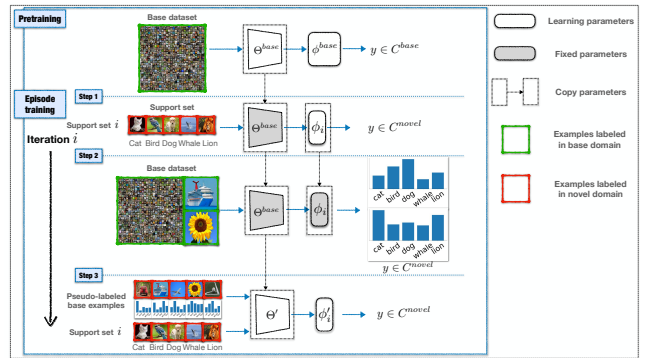 Pretraining
Base dataset
Θ^base
ϕ^base
y ∈ C^base
Learning parameters
Fixed parameters
Copy parameters
Examples labeled
in base domain
Examples labeled
in novel domain
Episode
training
Iteration i
Step 1
Support set
Support set i
Cat Bird Dog Whale Lion
Θ^base
ϕ_i
y ∈ C^novel
Step 2
Base dataset
Θ^base
ϕ_i
cat bird dog whale lion
cat bird dog whale lion
y ∈ C^novel
Step 3
Pseudo-labeled
base examples
Support set i
Cat Bird Dog Whale Lion
Θ′
ϕ′_i
y ∈ C^novel